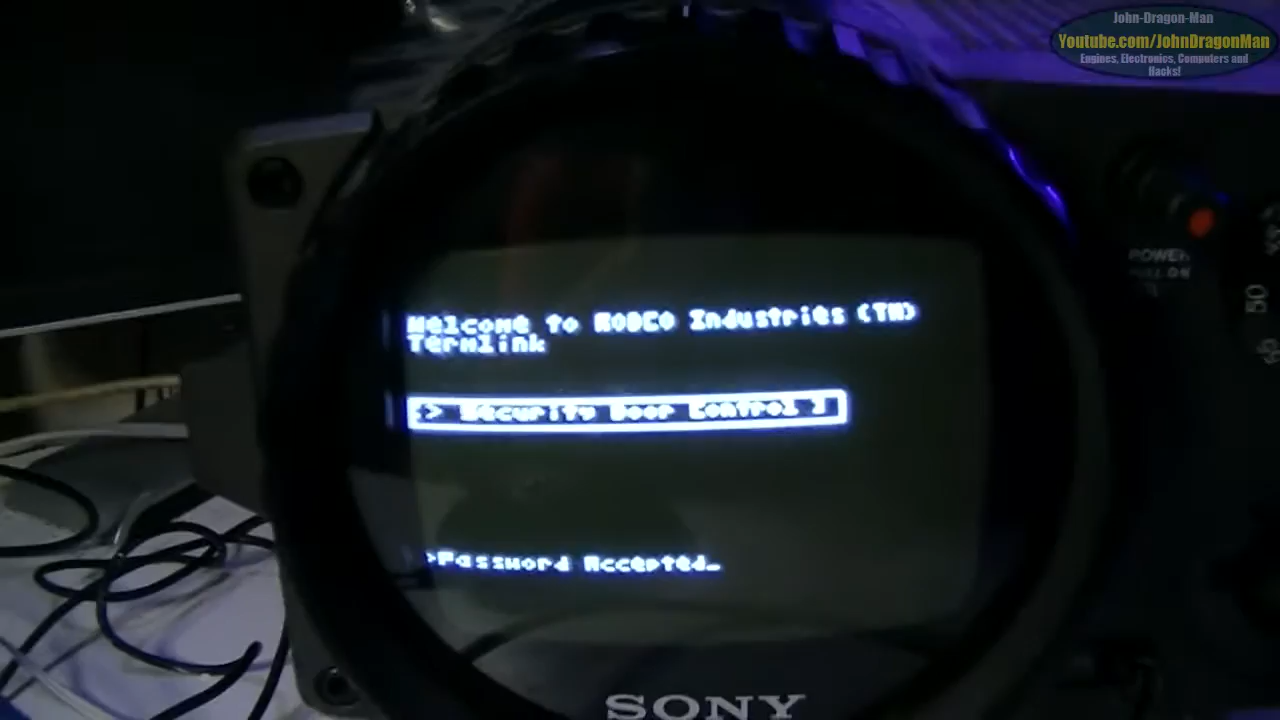 John-Dragon-Man
Youtube.com/JohnDragonMan
Engines, Electronics, Computers and
Hacks!
POWER
Welcome to ROBCO Industries (TM)
Termlink
> Security Door Control
>Password Accepted_
SONY